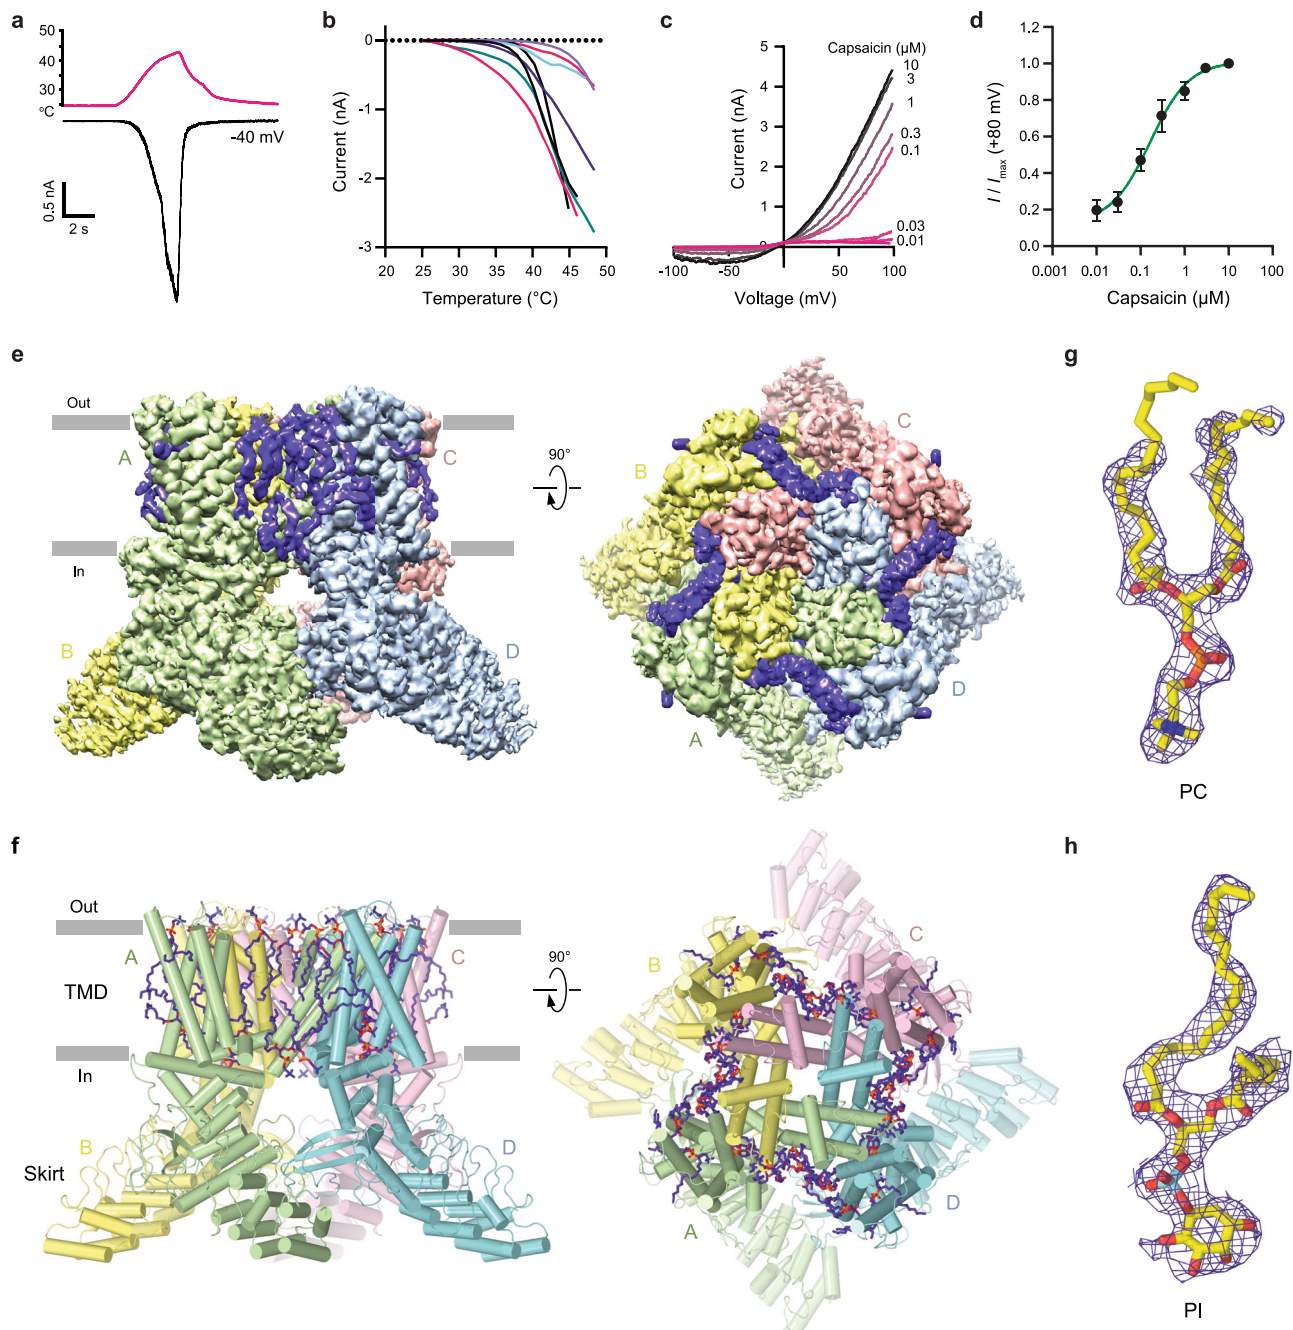 a
50
40
30
°C
-40 mV
0.5 nA
2 s
b
0
-1
-2
-3
Current (nA)
20 25 30 35 40 45 50
Temperature (°C)
c
5
4
3
2
1
0
Current (nA)
Capsaicin (µM)
10
3
1
0.3
0.1
0.03
0.01
-100 -50 0 50 100
Voltage (mV)
d
1.2
1.0
0.8
0.6
0.4
0.2
0.0
I / Imax (+80 mV)
0.001 0.01 0.1 1 10 100
Capsaicin (µM)
e
Out
A
C
In
B
D
90°
B
C
A
D
g
PC
f
Out
A
C
TMD
In
B
D
Skirt
90°
B
C
A
D
h
PI